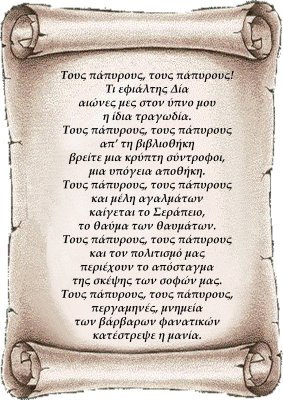 Τους πάπυρους, τους πάπυρους!
Τι εφιάλτης Δία
αιώνες μες στον ύπνο μου
η ίδια τραγωδία.
Τους πάπυρους, τους πάπυρους
απ' τη βιβλιοθήκη
βρείτε μια κρύπτη σύντροφοι,
μια υπόγεια αποθήκη.
Τους πάπυρους, τους πάπυρους
και μέλη αγαλμάτων
καίγεται το Σεράπειο,
το θαύμα των θαυμάτων.
Τους πάπυρους, τους πάπυρους
και τον πολιτισμό μας
περιέχουν το απόσταγμα
της σκέψης των σοφών μας.
Τους πάπυρους, τους πάπυρους,
περγαμηνές, μνημεία
των βάρβαρων φανατικών
κατέστρεψε η μανία.